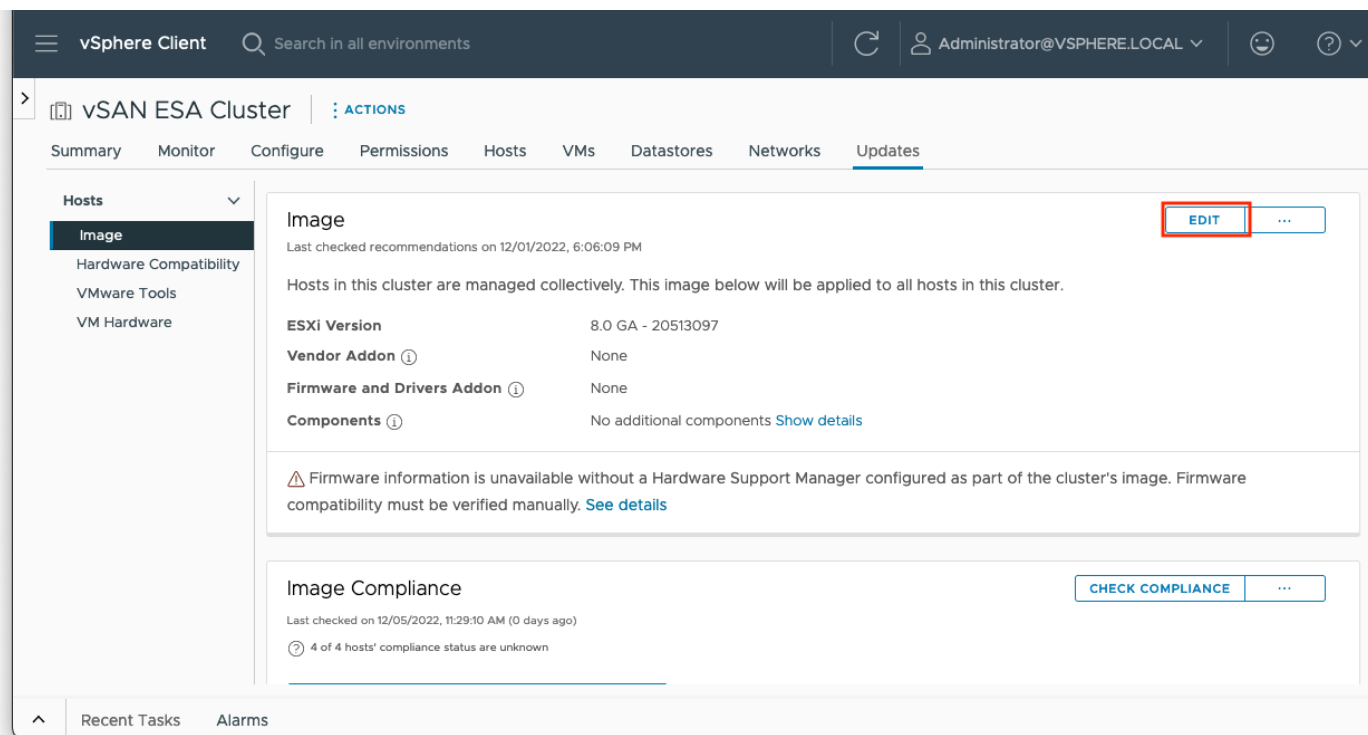 vSphere Client
Search in all environments
Administrator@VSPHERE.LOCAL
vSAN ESA Cluster
ACTIONS
Summary Monitor Configure Permissions Hosts VMs Datastores Networks Updates
Hosts
Image
Hardware Compatibility
VMware Tools
VM Hardware
Image
EDIT ...
Last checked recommendations on 12/01/2022, 6:06:09 PM
Hosts in this cluster are managed collectively. This image below will be applied to all hosts in this cluster.
ESXi Version 8.0 GA - 20513097
Vendor Addon None
Firmware and Drivers Addon None
Components No additional components Show details
Firmware information is unavailable without a Hardware Support Manager configured as part of the cluster's image. Firmware
compatibility must be verified manually. See details
Image Compliance
CHECK COMPLIANCE ...
Last checked on 12/05/2022, 11:29:10 AM (0 days ago)
4 of 4 hosts' compliance status are unknown
Recent Tasks Alarms